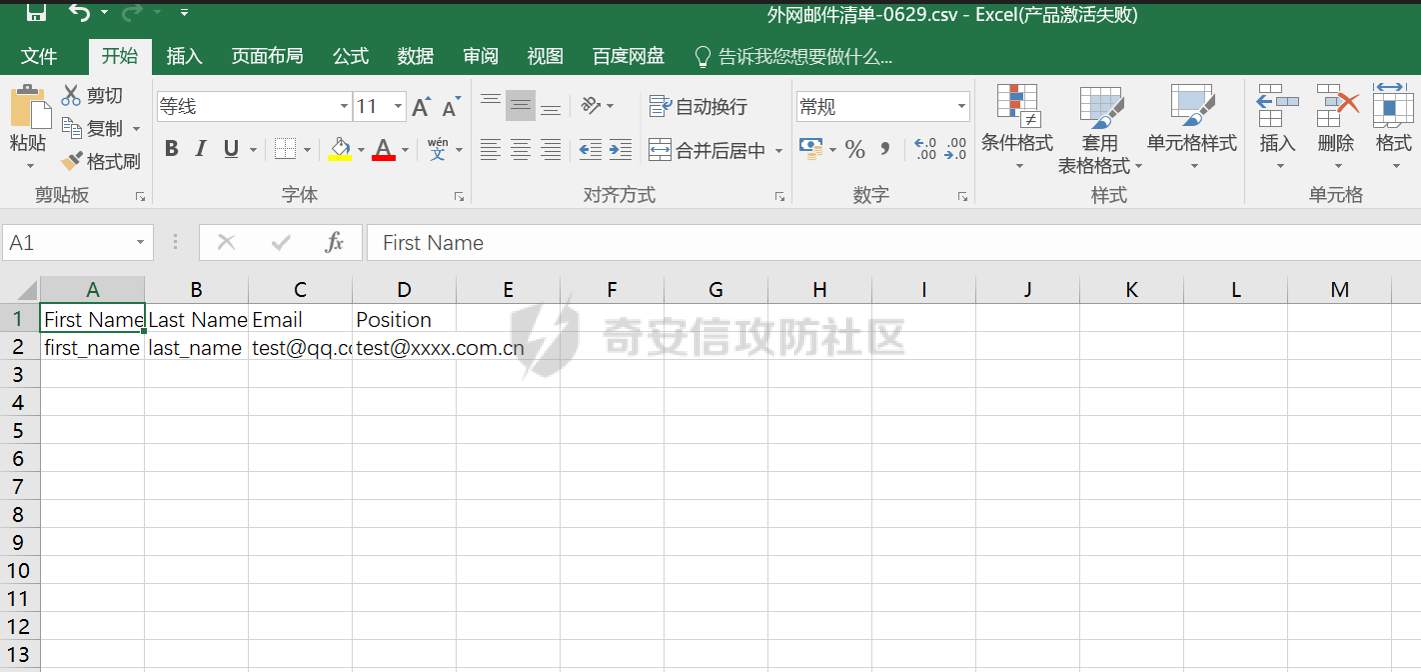 外网邮件清单-0629.csv - Excel(产品激活失败)
文件 开始 插入 页面布局 公式 数据 审阅 视图 百度网盘 告诉我您想要做什么...
粘贴 剪切 复制 格式刷 剪贴板
等线 11 A A
B I U A wén 文 字体
自动换行
合并后居中
对齐方式
常规
% , .0 .00 .00 .0
数字
条件格式 套用 表格格式 单元格样式
样式
插入 删除 格式
单元格
A1 fx First Name
A B C D E F G H I J K L M
1 First Name Last Name Email Position
2 first_name last_name test@qq.co test@xxxx.com.cn
3
4
5
6
7
8
9
10
11
12
13
奇安信攻防社区